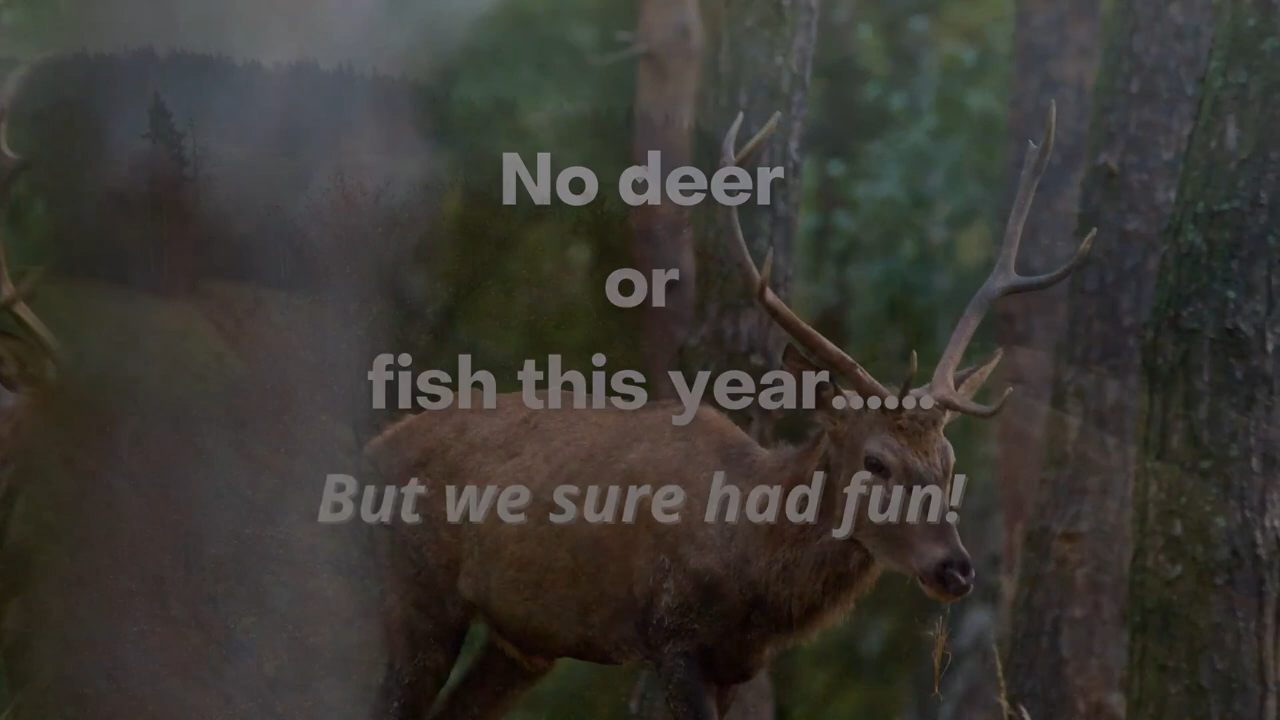 No deer
or
fish this year.....
But we sure had fun!